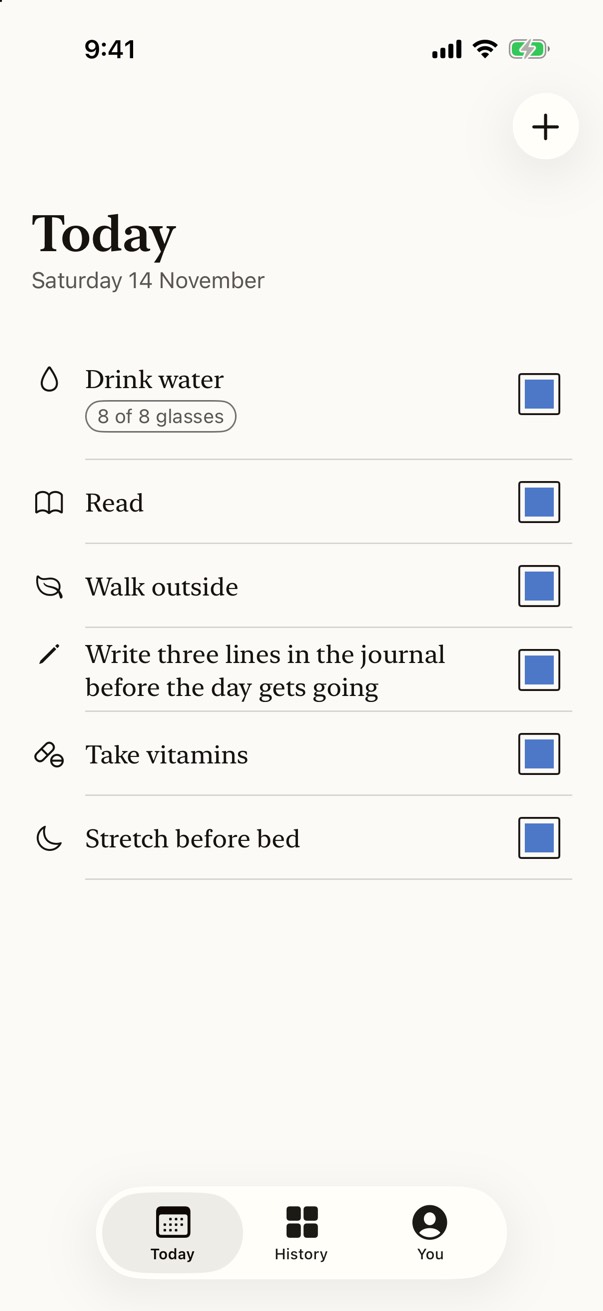 9:41
Today
Saturday 14 November
Drink water
8 of 8 glasses
Read
Walk outside
Write three lines in the journal
before the day gets going
Take vitamins
Stretch before bed
Today
History
You